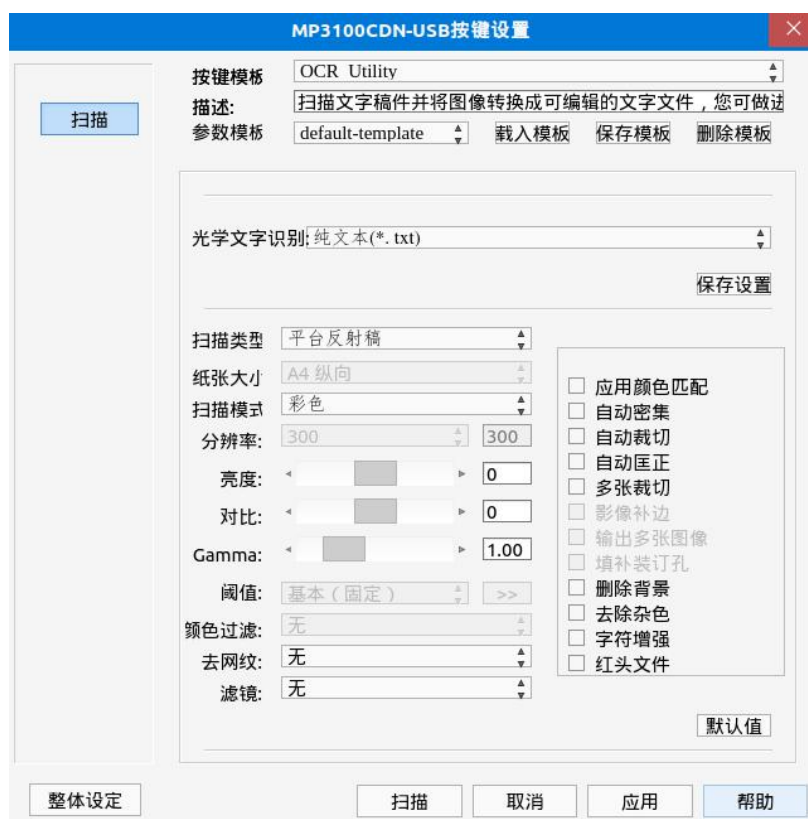 MP3100CDN-USB按键设置
扫描
按键模板 OCR Utility
描述: 扫描文字稿件并将图像转换成可编辑的文字文件，您可做进
参数模板 default-template 载入模板 保存模板 删除模板
光学文字识别: 纯文本(*. txt)
保存设置
扫描类型 平台反射稿
纸张大小 A4 纵向
扫描模式 彩色
分辨率: 300 300
亮度: 0
对比: 0
Gamma: 1.00
阈值: 基本（固定） >>
颜色过滤: 无
去网纹: 无
滤镜: 无
应用颜色匹配
自动密集
自动裁切
自动匡正
多张裁切
影像补边
输出多张图像
填补装订孔
删除背景
去除杂色
字符增强
红头文件
默认值
整体设定 扫描 取消 应用 帮助